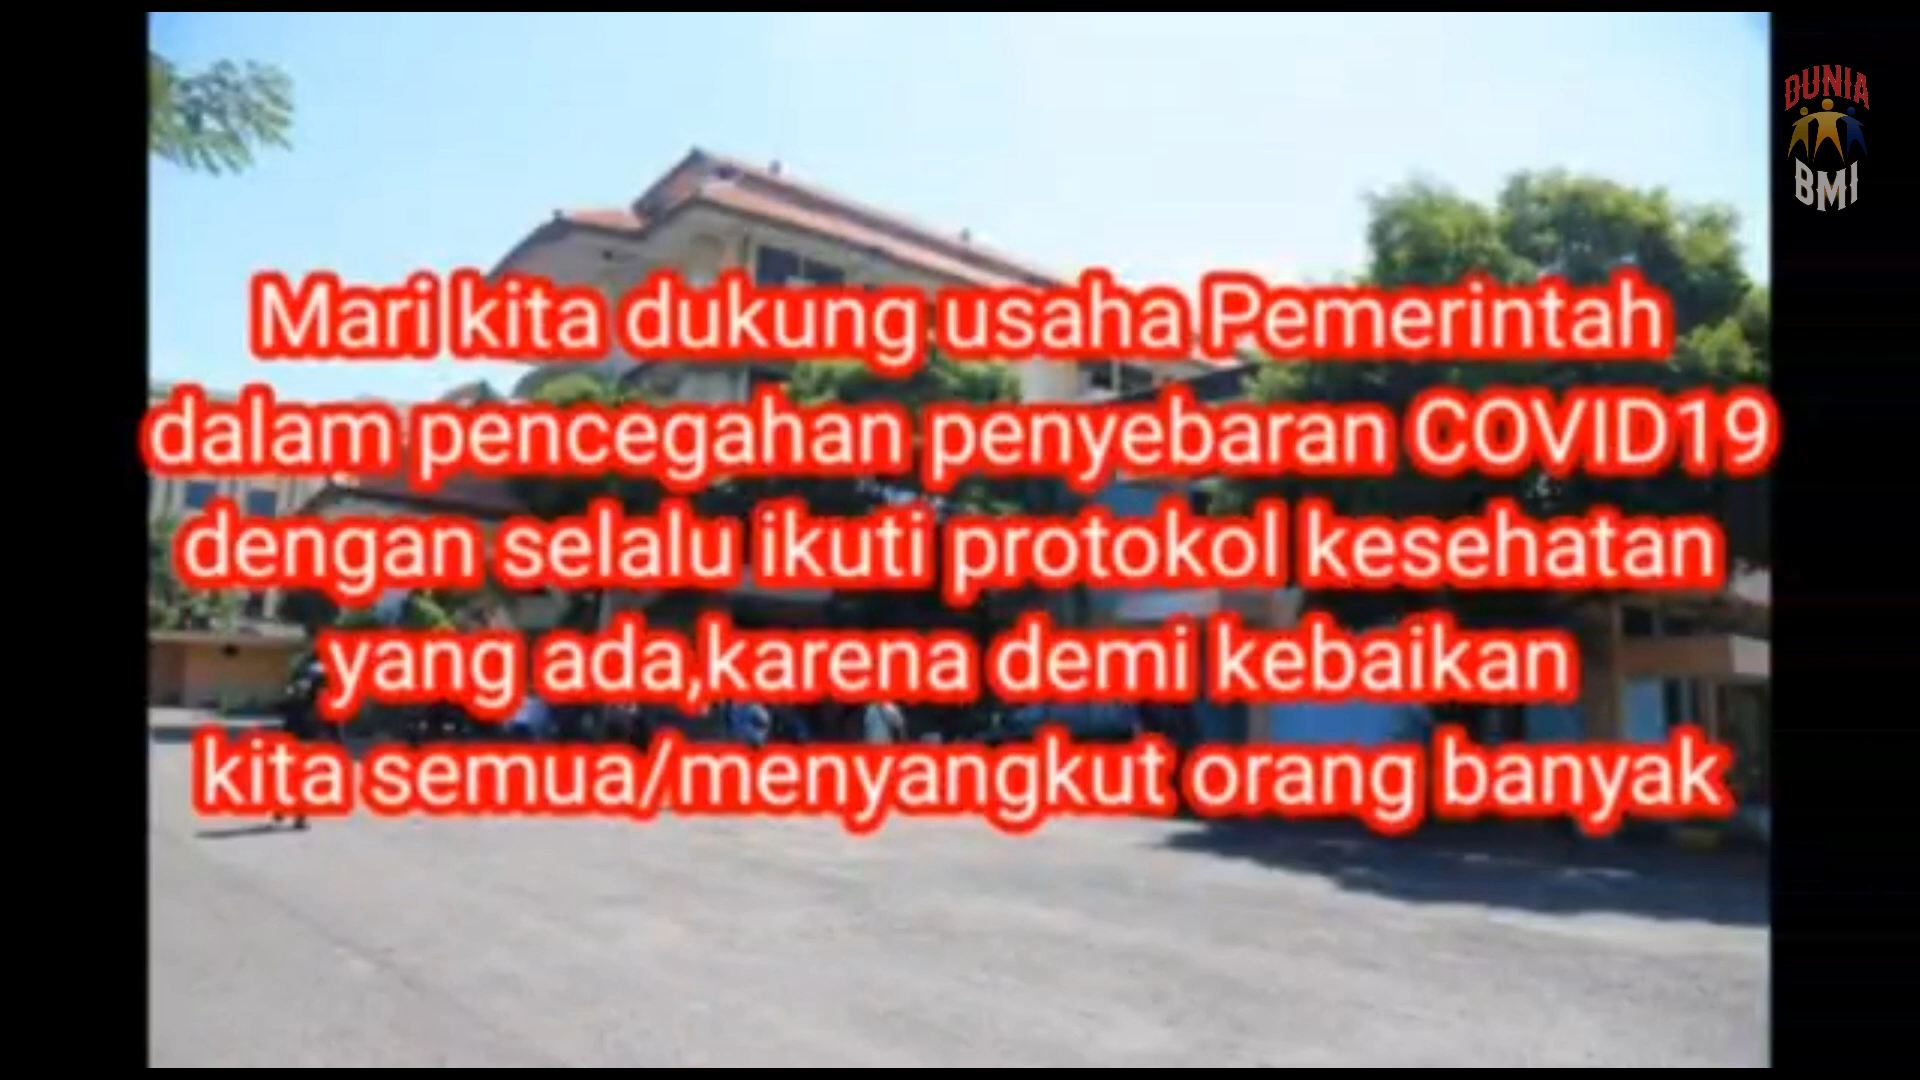 DUNIA
BMI
Mari kita dukung usaha Pemerintah
dalam pencegahan penyebaran COVID19
dengan selalu ikuti protokol kesehatan
yang ada,karena demi kebaikan
kita semua/menyangkut orang banyak